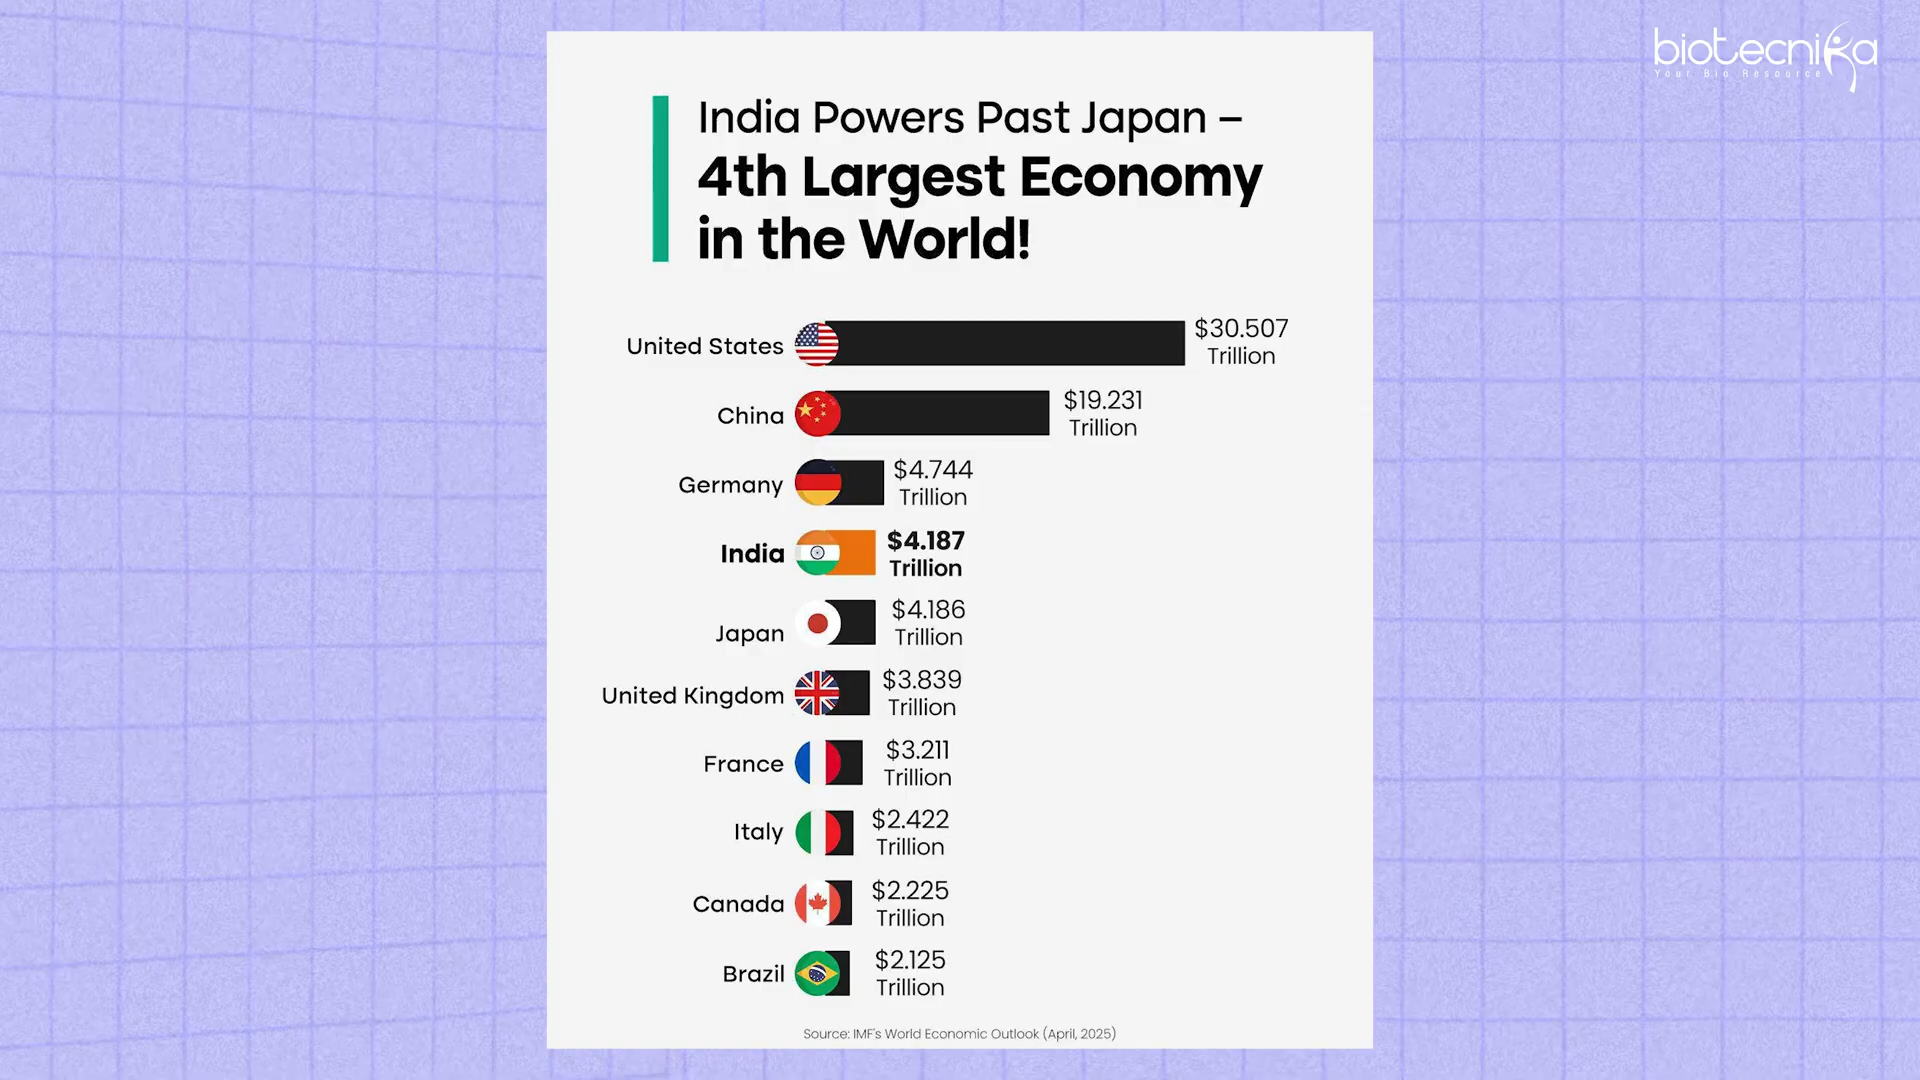 biotecnika
Your Bio Resource
India Powers Past Japan –
4th Largest Economy
in the World!
United States
$30.507
Trillion
China
$19.231
Trillion
Germany
$4.744
Trillion
India
$4.187
Trillion
Japan
$4.186
Trillion
United Kingdom
$3.839
Trillion
France
$3.211
Trillion
Italy
$2.422
Trillion
Canada
$2.225
Trillion
Brazil
$2.125
Trillion
Source: IMF's World Economic Outlook (April, 2025)